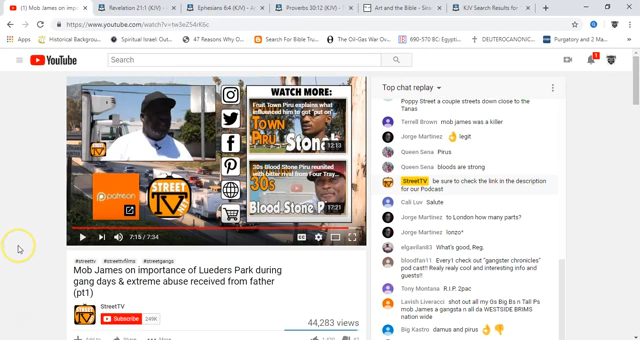 (1) Mob James on impo
Revelation 21:1 (KJV) -
Ephesians 6:4 (KJV) -
Proverbs 30:12 (KJV) -
Art and the Bible -
KJV Search Results for
https://www.youtube.com/watch?v=tw3eZ54rK6c
Apps
Historical Background
Spiritual Israel: Out
47 Reasons Why O
Search For Bible Tru
The Oil-Gas War Ov
690-570 BC: Egypti
DEUTEROCANONIC
Purgatory and 2 Ma
YouTube
Search
1
WATCH MORE:
Fruit Town Piru explains what
influenced him to got "put on"
TOWN
PIRU
Ston
12:13
30s Blood Stone Piru reunited
with bitter rival from Four Tray
30s
Blood-Stone P
17:21
patreon
STREET
TV
7:15 / 7:34
#streettv #streettvfilms #streetgangs
Mob James on importance of Lueders Park during
gang days & extreme abuse received from father
(pt1)
StreetTV
Subscribe 249K
44,283 views
Top chat replay
Poppy Street a couple streets down close to the
Tanas
Terrell Brown mob james was a killer
Jorge Martinez legit
Queen Sena Pirus
Queen Sena bloods are strong
StreetTV be sure to check the link in the description
for our Podcast
Cali Luv Salute
Jorge Martinez to London how many parts?
Jorge Martinez lonzo*
elgavilan83 What's good, Reg.
bloodfan11 Every1 check out "gangster chronicles"
pod cast!! Realy realy cool and interesting info and
guests!!
Tony Montana R.I.P. 2pac
Lavish Liveracci shot out all my Gs Big Bs n Tall Ps
mob James a gangsta n all da WESTSIDE BRIMS
nation wide
Big Kastro damus and pirus